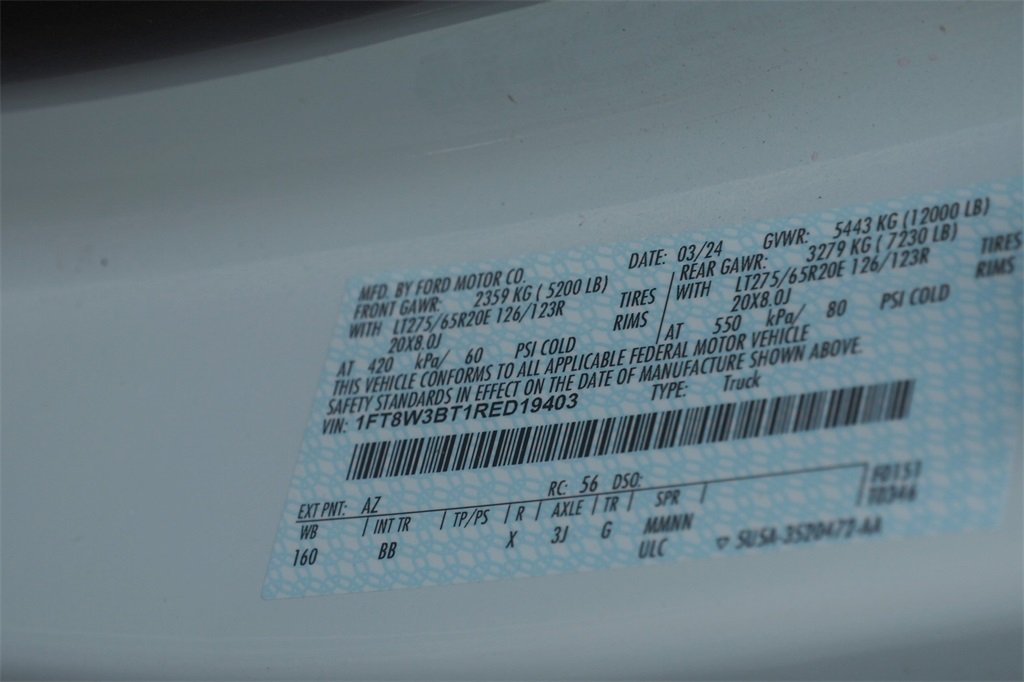 MFD. BY FORD MOTOR CO. DATE: 03/24 GVWR: 5443 KG (12000 LB)
FRONT GAWR: 2359 KG ( 5200 LB) REAR GAWR: 3279 KG ( 7230 LB)
WITH LT275/65R20E 126/123R TIRES WITH LT275/65R20E 126/123R TIRES
20X8.0J RIMS 20X8.0J RIMS
AT 420 kPa/ 60 PSI COLD AT 550 kPa/ 80 PSI COLD
THIS VEHICLE CONFORMS TO ALL APPLICABLE FEDERAL MOTOR VEHICLE
SAFETY STANDARDS IN EFFECT ON THE DATE OF MANUFACTURE SHOWN ABOVE.
VIN: 1FT8W3BT1RED19403 TYPE: Truck
EXT PNT: AZ RC: 56 DSO: F0151
WB INT TR TP/PS R AXLE TR SPR T0346
160 BB X 3J G MMNN
ULC ▽ SU5A-3520472-AA